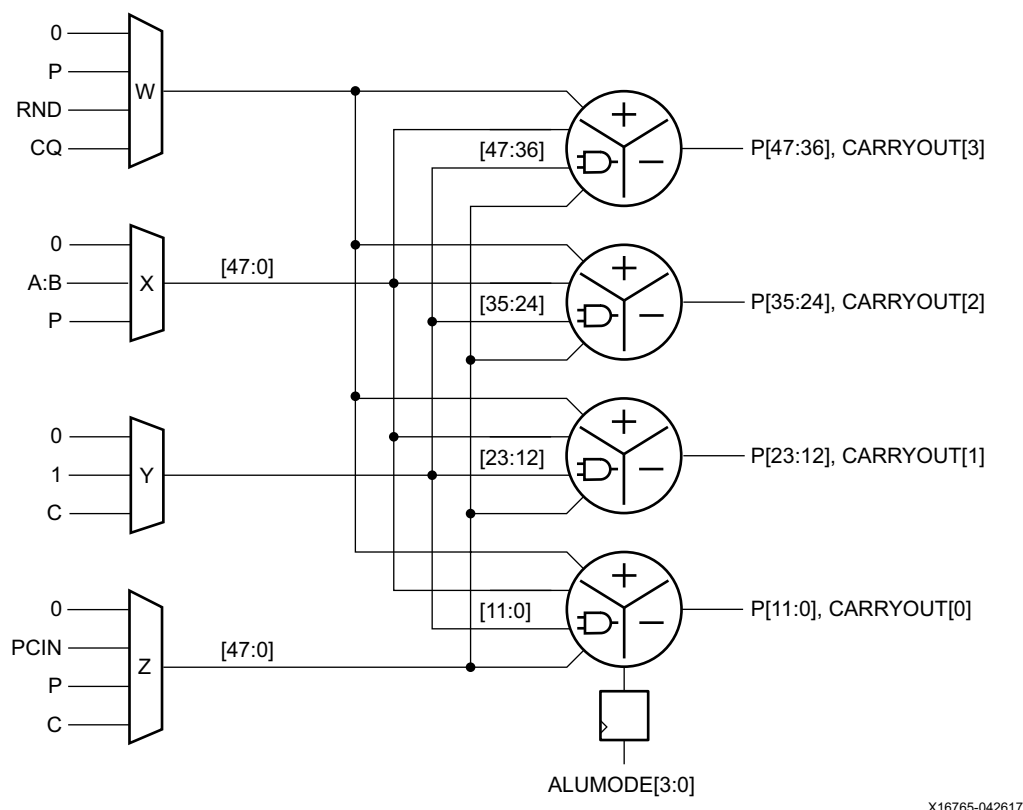 0
P
RND
CQ
W
[47:36]
P[47:36], CARRYOUT[3]
0
A:B
P
X
[47:0]
[35:24]
P[35:24], CARRYOUT[2]
0
1
C
Y
[23:12]
P[23:12], CARRYOUT[1]
0
PCIN
P
C
Z
[47:0]
[11:0]
P[11:0], CARRYOUT[0]
ALUMODE[3:0]
X16765-042617